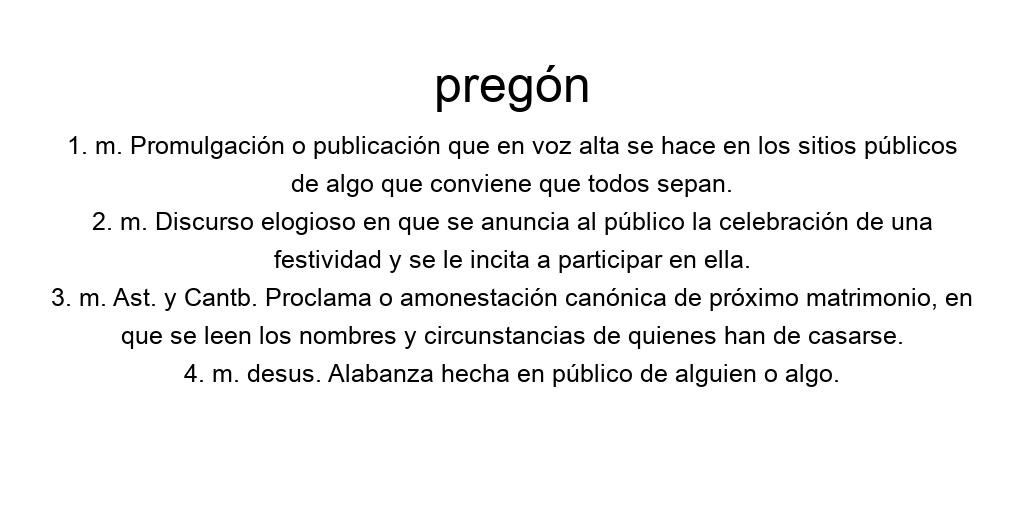 pregón
1. m. Promulgación o publicación que en voz alta se hace en los sitios públicos
de algo que conviene que todos sepan.
2. m. Discurso elogioso en que se anuncia al público la celebración de una
festividad y se le incita a participar en ella.
3. m. Ast. y Cantb. Proclama o amonestación canónica de próximo matrimonio, en
que se leen los nombres y circunstancias de quienes han de casarse.
4. m. desus. Alabanza hecha en público de alguien o algo.